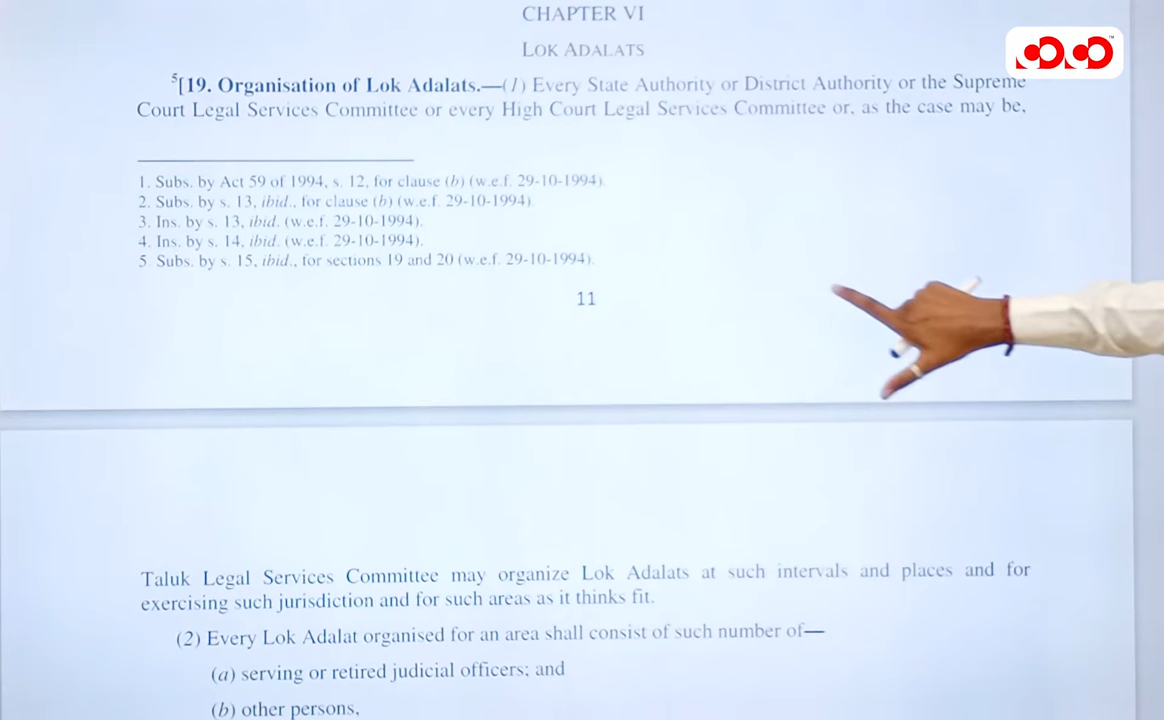 CHAPTER VI
LOK ADALATS
⁵[19. Organisation of Lok Adalats.—(1) Every State Authority or District Authority or the Supreme
Court Legal Services Committee or every High Court Legal Services Committee or, as the case may be,
1. Subs. by Act 59 of 1994, s. 12, for clause (b) (w.e.f. 29-10-1994).
2. Subs. by s. 13, ibid., for clause (b) (w.e.f. 29-10-1994).
3. Ins. by s. 13, ibid. (w.e.f. 29-10-1994).
4. Ins. by s. 14, ibid. (w.e.f. 29-10-1994).
5. Subs. by s. 15, ibid., for sections 19 and 20 (w.e.f. 29-10-1994).
11
Taluk Legal Services Committee may organize Lok Adalats at such intervals and places and for
exercising such jurisdiction and for such areas as it thinks fit.
(2) Every Lok Adalat organised for an area shall consist of such number of—
(a) serving or retired judicial officers; and
(b) other persons,